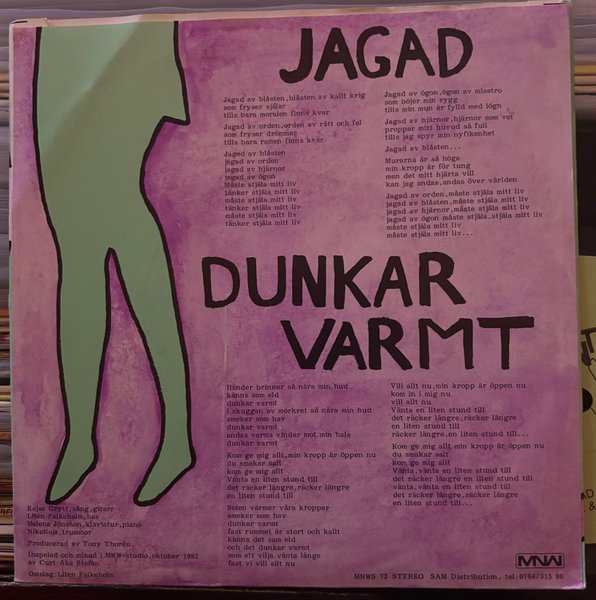 JAGAD
Jagad av blåsten, blåsten av kallt krig
som fryser själar
tills bara moralen finns kvar
Jagad av orden, orden av rätt och fel
som fryser drömmar
tills bara ramen finns kvar
Jagad av blåsten
jagad av orden
jagad av hjärnor
jagad av ögon
Måste stjäla mitt liv
tänker stjäla mitt liv
måste stjäla mitt liv
tänker stjäla mitt liv
måste stjäla mitt liv
tänker stjäla mitt liv
Jagad av ögon, ögon av misstro
som böjer min rygg
tills min mun är fylld med lögn
Jagad av hjärnor, hjärnor som vet
proppar mitt huvud så full
tills jag spyr min nyfikenhet
Jagad av blåsten...
Murarna är så höga
min kropp är för tung
men det mitt hjärta vill
kan jag andas, andas över världen
Jagad av orden, måste stjäla mitt liv
jagad av blåsten, måste stjäla mitt liv
jagad av hjärnor, måste stjäla mitt liv
jagad av ögon måste stjäla, stjäla mitt liv
måste stjäla mitt liv
måste stjäla mitt liv...
DUNKAR
VARMT
Händer brinner så nära min hud
känns som eld
dunkar varmt
i skuggan av mörkret så nära min hud
smeker som hav
dunkar varmt
andas varma vindar mot min hals
dunkar varmt
Kom ge mig allt, min kropp är öppen nu
du smakar salt
kom ge mig allt
Vänta en liten stund till
det räcker längre, räcker längre
en liten stund till
Solen värmer våra kroppar
smeker som hav
dunkar varmt
fast rummet är stort och kallt
känns det som eld
och det dunkar varmt
som att vilja vänta länge
fast vi vill allt nu
Vill allt nu, min kropp är öppen nu
kom in i mig nu
vill allt nu
Vänta en liten stund till
det räcker längre, räcker längre
en liten stund till
räcker längre, en liten stund till...
Kom ge mig allt, min kropp är öppen nu
du smakar salt
kom ge mig allt
Vänta, vänta en liten stund till
det räcker längre, en liten stund till
vänta, vänta en liten stund till
det räcker längre, räcker längre
en liten stund till...
Kajsa Grytt, sång, gitarr
Liten Falkeholm, bas
Malena Jönsson, klaviatur, piano
NikeNoja, trummor
Producerad av Tony Thorén
Inspelad och mixad i MNW-studio, oktober 1982
av Curt-Åke Stefan
Omslag: Liten Falkeholm
MNW
MNWS 73 STEREO SAM Distribution, tel: 0764/315 90